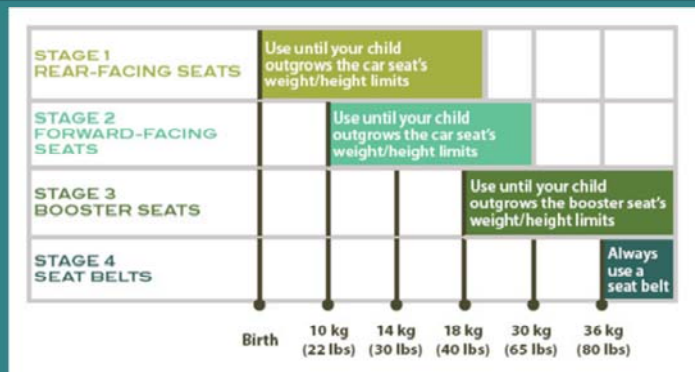 STAGE 1
REAR-FACING SEATS
Use until your child
outgrows the car seat's
weight/height limits
STAGE 2
FORWARD-FACING
SEATS
Use until your child
outgrows the car seat's
weight/height limits
STAGE 3
BOOSTER SEATS
Use until your child
outgrows the booster seat's
weight/height limits
STAGE 4
SEAT BELTS
Always
use a
seat belt
Birth
10 kg
(22 lbs)
14 kg
(30 lbs)
18 kg
(40 lbs)
30 kg
(65 lbs)
36 kg
(80 lbs)